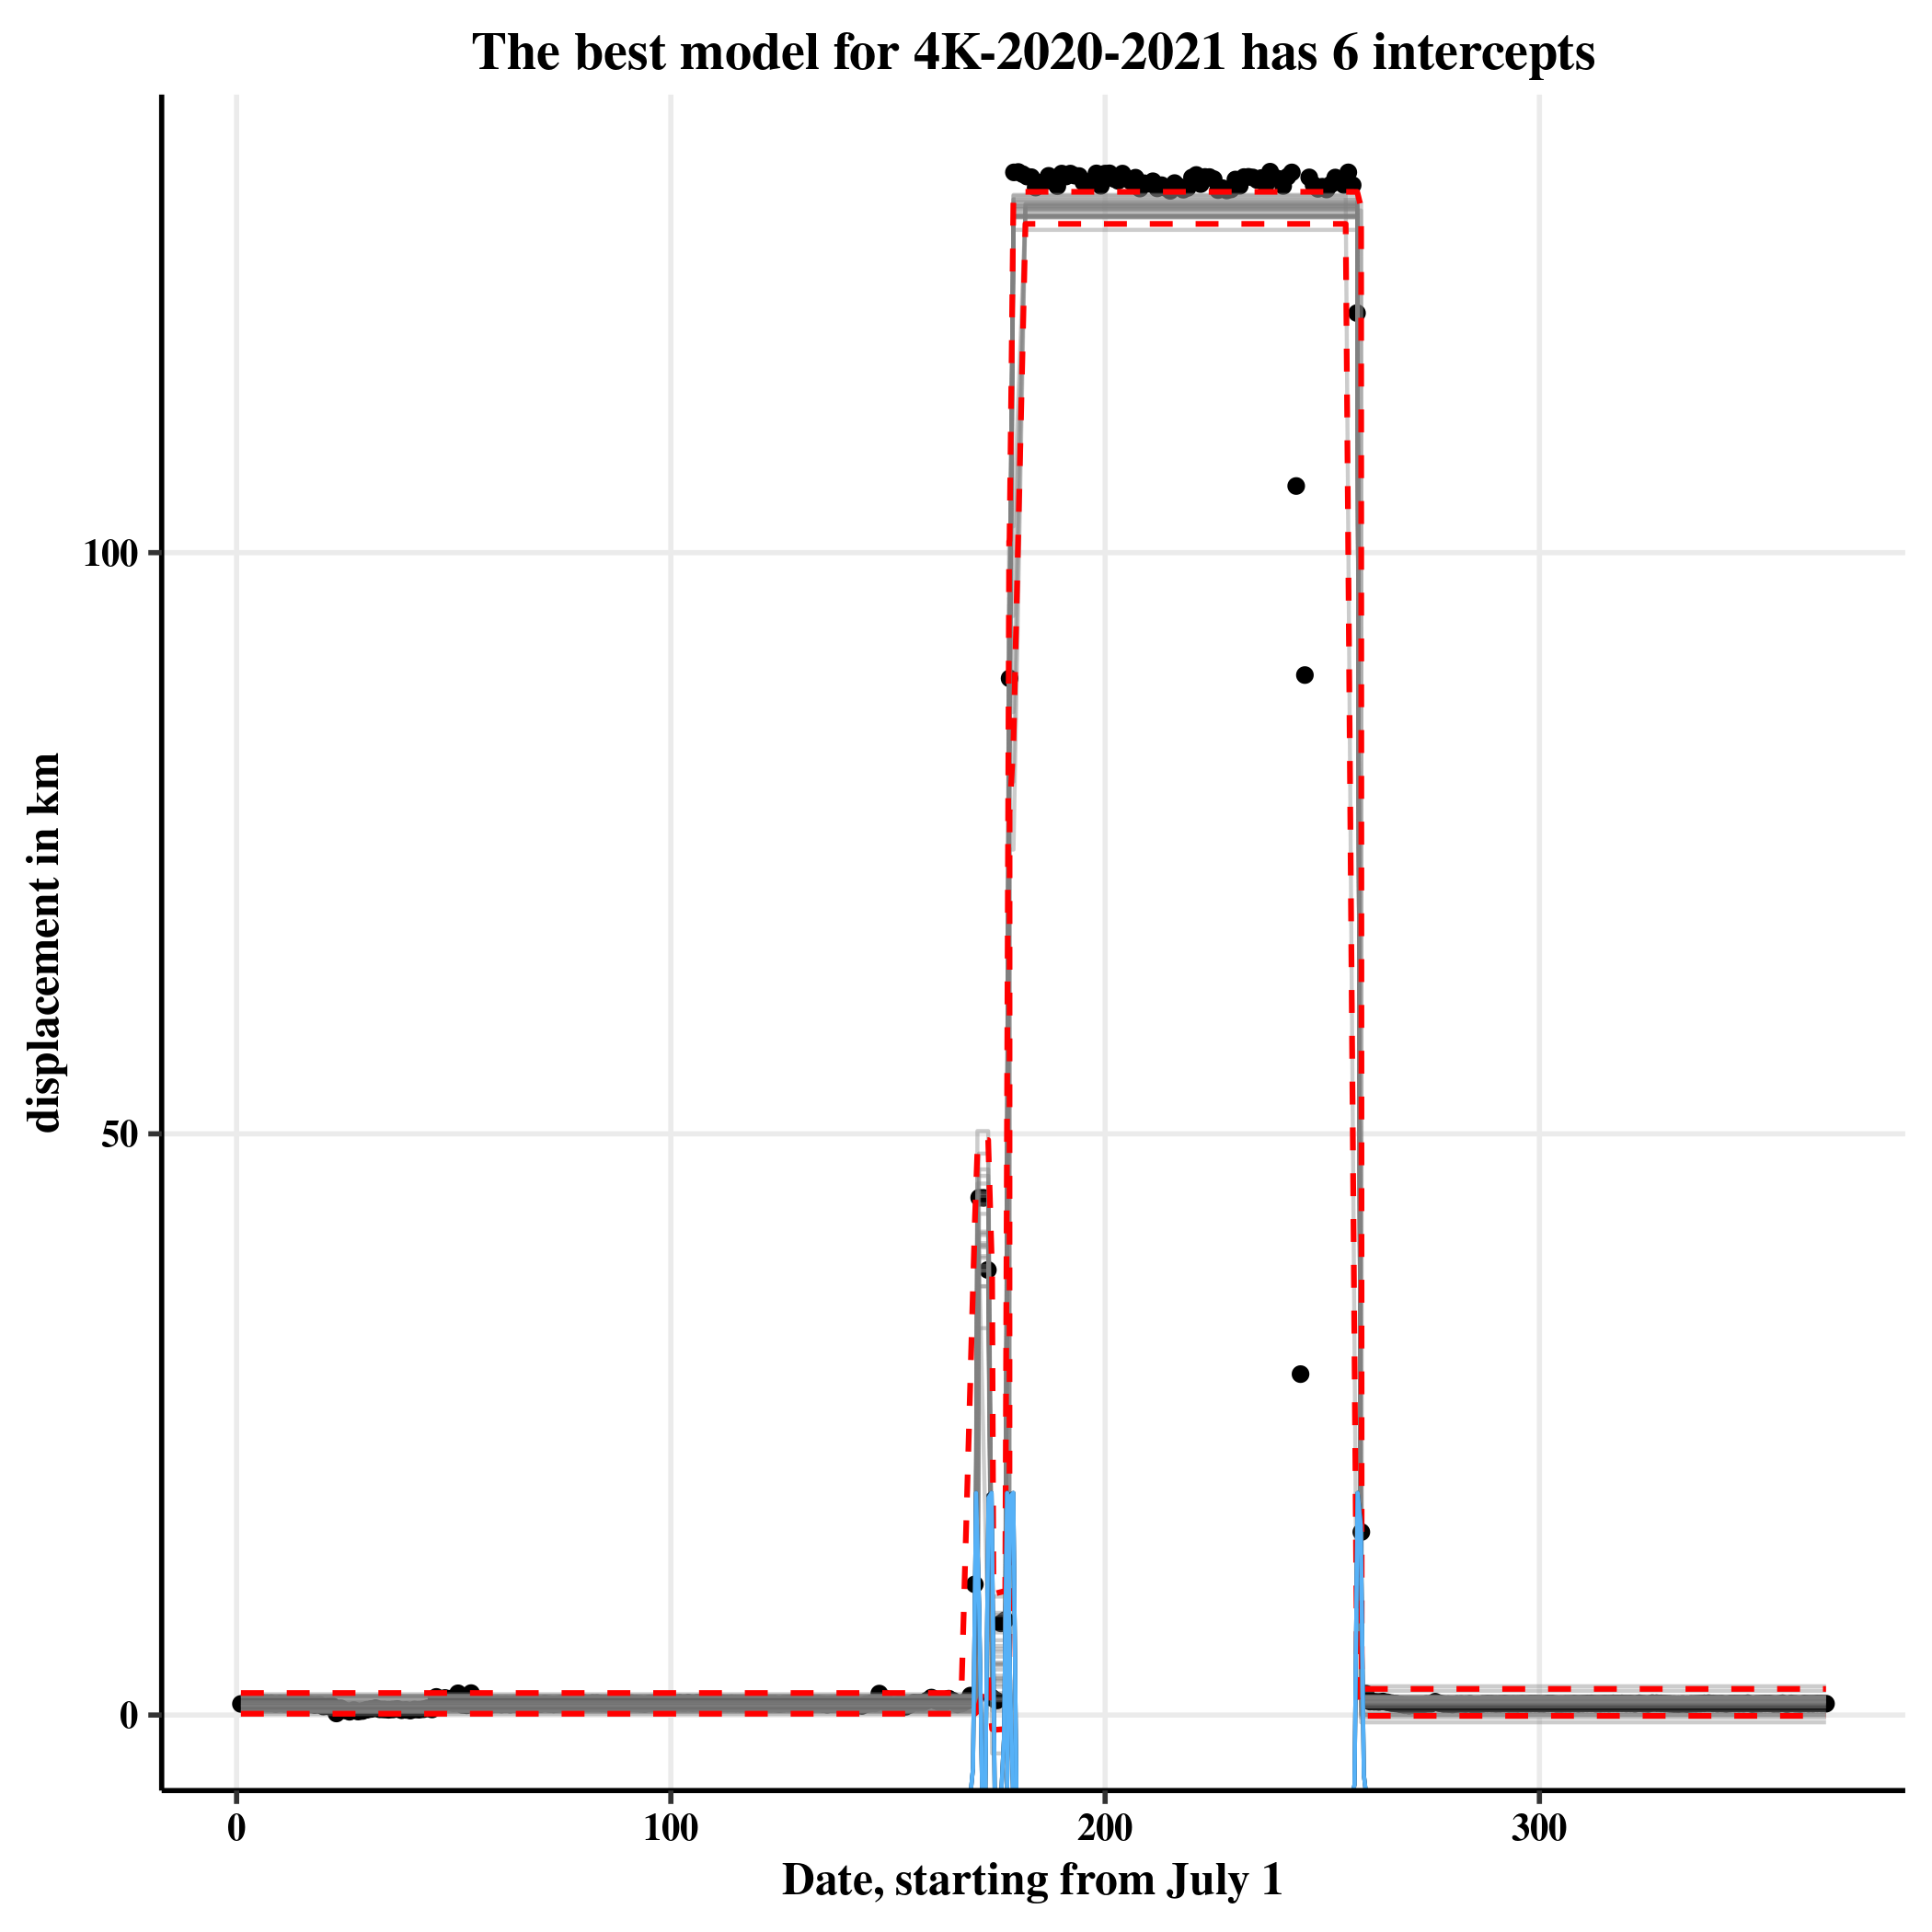 The best model for 4K-2020-2021 has 6 intercepts
displacement in km
100
50
0
0
100
200
300
Date, starting from July 1